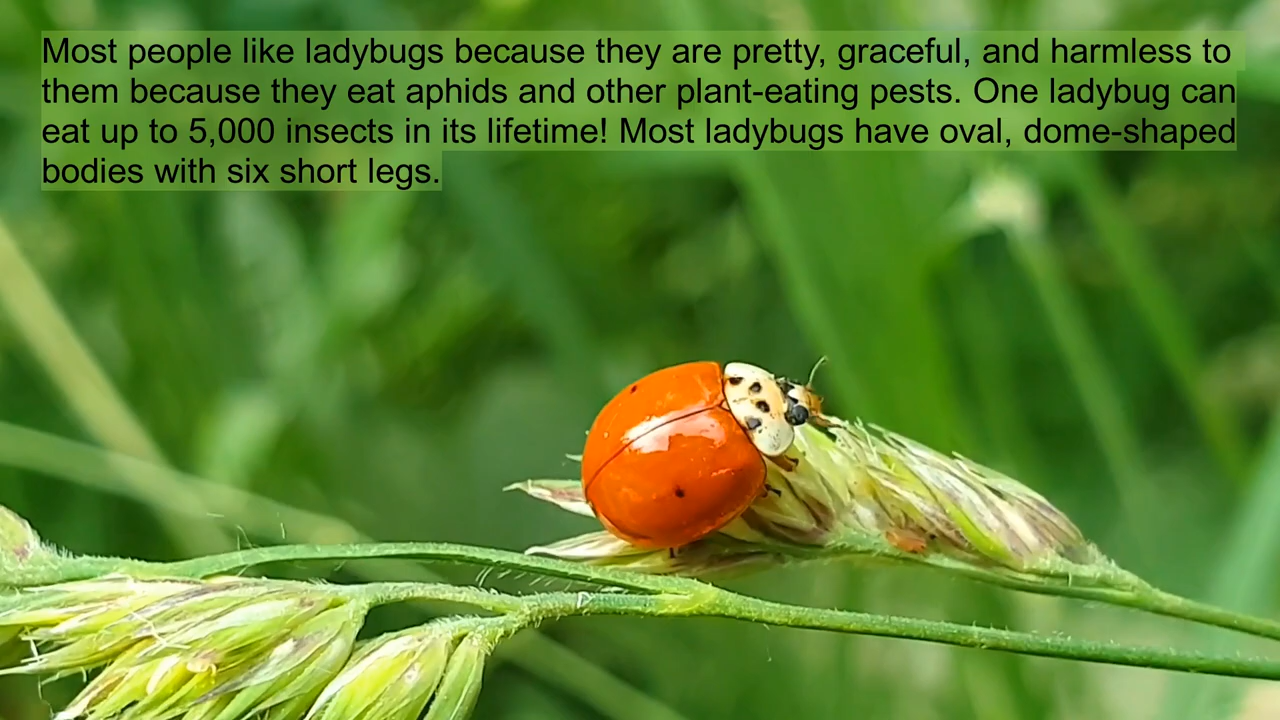 Most people like ladybugs because they are pretty, graceful, and harmless to
them because they eat aphids and other plant-eating pests. One ladybug can
eat up to 5,000 insects in its lifetime! Most ladybugs have oval, dome-shaped
bodies with six short legs.